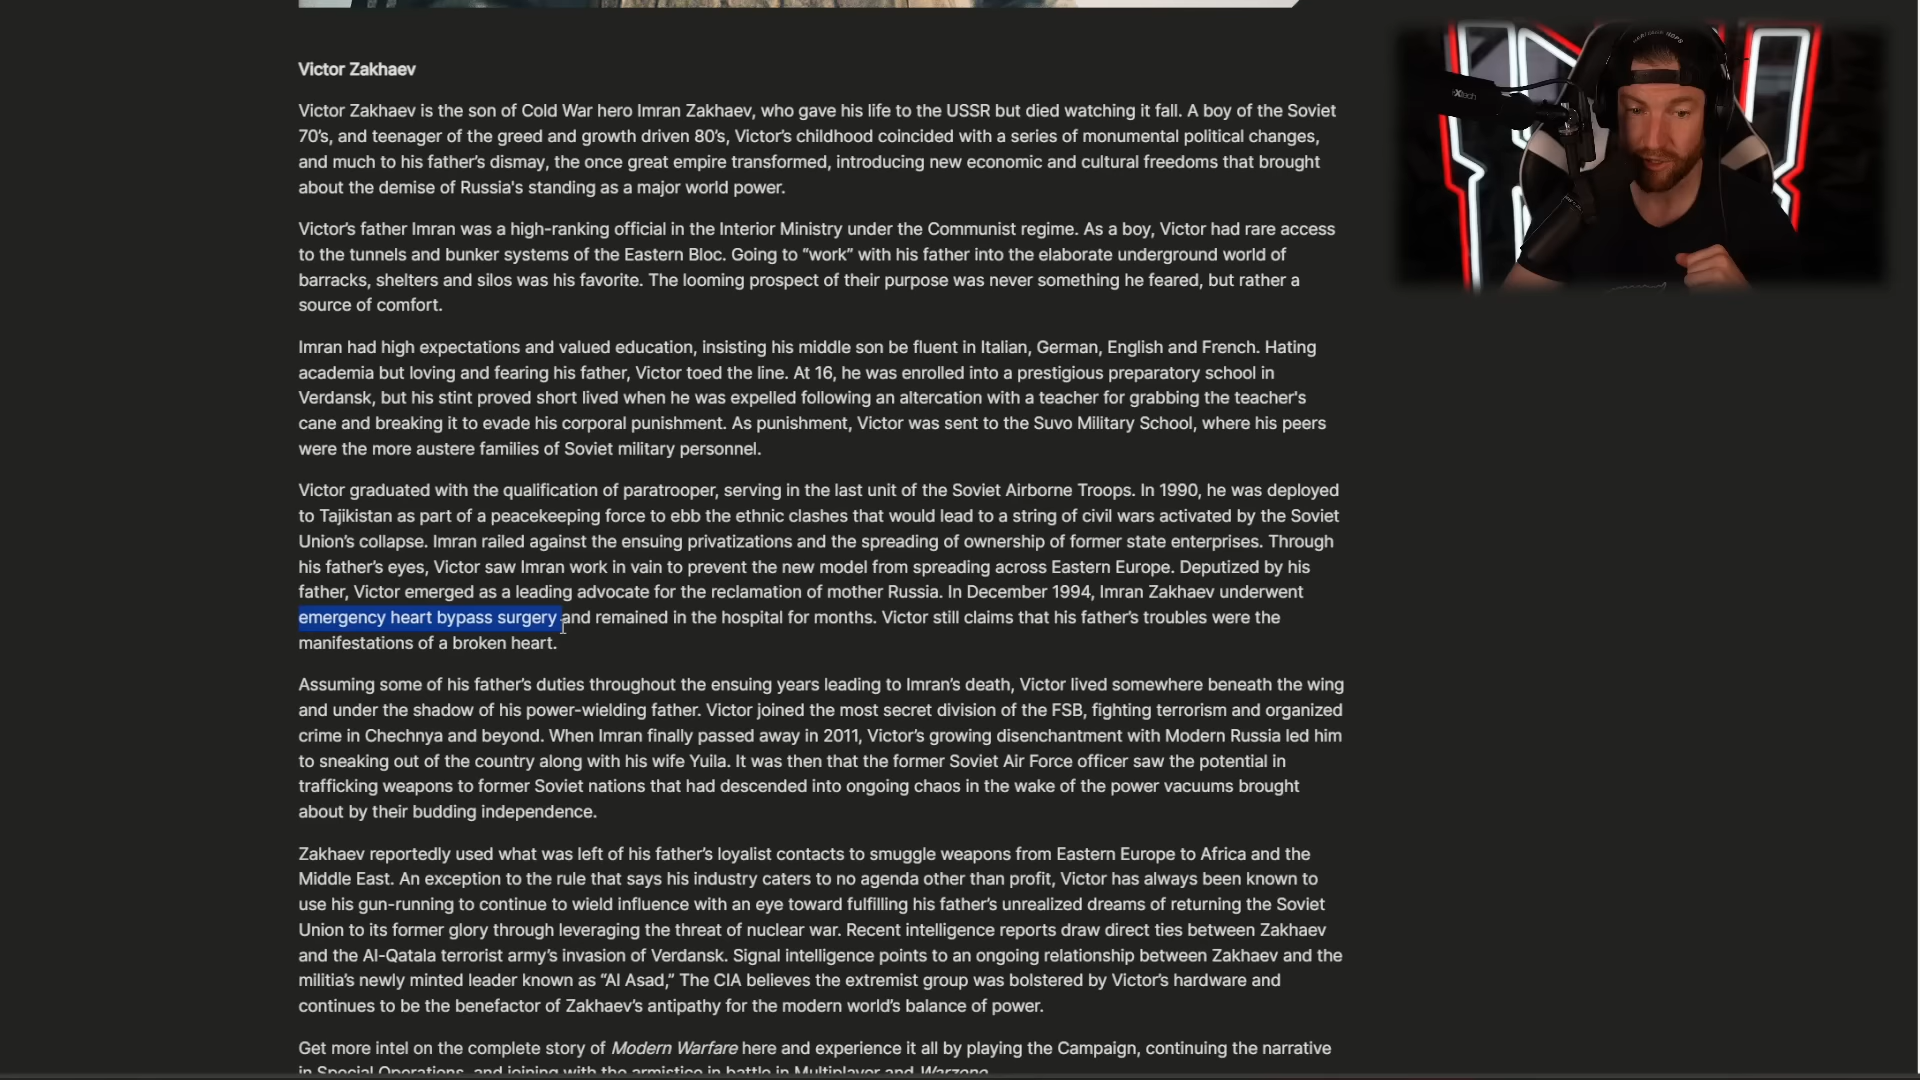 Victor Zakhaev
Victor Zakhaev is the son of Cold War hero Imran Zakhaev, who gave his life to the USSR but died watching it fall. A boy of the Soviet
70’s, and teenager of the greed and growth driven 80’s, Victor’s childhood coincided with a series of monumental political changes,
and much to his father’s dismay, the once great empire transformed, introducing new economic and cultural freedoms that brought
about the demise of Russia's standing as a major world power.
Victor’s father Imran was a high-ranking official in the Interior Ministry under the Communist regime. As a boy, Victor had rare access
to the tunnels and bunker systems of the Eastern Bloc. Going to “work” with his father into the elaborate underground world of
barracks, shelters and silos was his favorite. The looming prospect of their purpose was never something he feared, but rather a
source of comfort.
Imran had high expectations and valued education, insisting his middle son be fluent in Italian, German, English and French. Hating
academia but loving and fearing his father, Victor toed the line. At 16, he was enrolled into a prestigious preparatory school in
Verdansk, but his stint proved short lived when he was expelled following an altercation with a teacher for grabbing the teacher's
cane and breaking it to evade his corporal punishment. As punishment, Victor was sent to the Suvo Military School, where his peers
were the more austere families of Soviet military personnel.
Victor graduated with the qualification of paratrooper, serving in the last unit of the Soviet Airborne Troops. In 1990, he was deployed
to Tajikistan as part of a peacekeeping force to ebb the ethnic clashes that would lead to a string of civil wars activated by the Soviet
Union’s collapse. Imran railed against the ensuing privatizations and the spreading of ownership of former state enterprises. Through
his father’s eyes, Victor saw Imran work in vain to prevent the new model from spreading across Eastern Europe. Deputized by his
father, Victor emerged as a leading advocate for the reclamation of mother Russia. In December 1994, Imran Zakhaev underwent
emergency heart bypass surgery and remained in the hospital for months. Victor still claims that his father’s troubles were the
manifestations of a broken heart.
Assuming some of his father’s duties throughout the ensuing years leading to Imran’s death, Victor lived somewhere beneath the wing
and under the shadow of his power-wielding father. Victor joined the most secret division of the FSB, fighting terrorism and organized
crime in Chechnya and beyond. When Imran finally passed away in 2011, Victor’s growing disenchantment with Modern Russia led him
to sneaking out of the country along with his wife Yuila. It was then that the former Soviet Air Force officer saw the potential in
trafficking weapons to former Soviet nations that had descended into ongoing chaos in the wake of the power vacuums brought
about by their budding independence.
Zakhaev reportedly used what was left of his father’s loyalist contacts to smuggle weapons from Eastern Europe to Africa and the
Middle East. An exception to the rule that says his industry caters to no agenda other than profit, Victor has always been known to
use his gun-running to continue to wield influence with an eye toward fulfilling his father’s unrealized dreams of returning the Soviet
Union to its former glory through leveraging the threat of nuclear war. Recent intelligence reports draw direct ties between Zakhaev
and the Al-Qatala terrorist army’s invasion of Verdansk. Signal intelligence points to an ongoing relationship between Zakhaev and the
militia’s newly minted leader known as “Al Asad,” The CIA believes the extremist group was bolstered by Victor’s hardware and
continues to be the benefactor of Zakhaev’s antipathy for the modern world’s balance of power.
Get more intel on the complete story of Modern Warfare here and experience it all by playing the Campaign, continuing the narrative
in Special Operations, and joining with the armistice in battle in Multiplayer and Warzone.